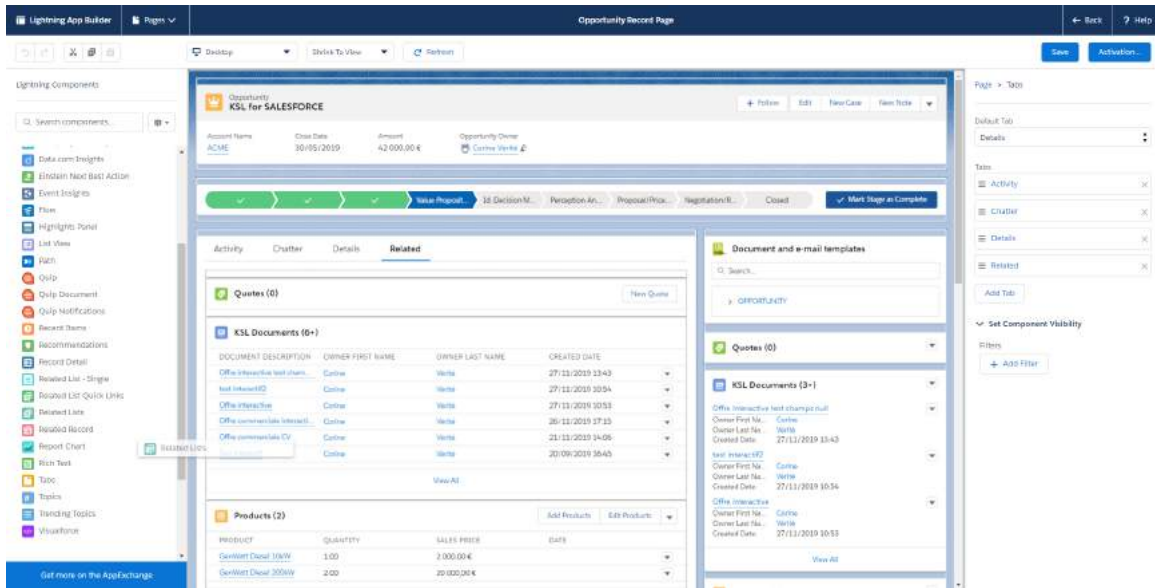 Lightning App Builder
Pages
Opportunity Record Page
Back
? Help
Desktop
Shrink To View
Refresh
Save
Activation...
Lightning Components
Search components...
Data.com Insights
Einstein Next Best Action
Event Insights
Flow
Highlights Panel
List View
Path
Quip
Quip Document
Quip Notifications
Recent Items
Recommendations
Record Detail
Related List - Single
Related List Quick Links
Related Lists
Related Record
Report Chart
Rich Text
Tabs
Topics
Trending Topics
Visualforce
Get more on the AppExchange
Related Lists
Opportunity
KSL for SALESFORCE
+ Follow
Edit
New Case
New Note
Account Name
Close Date
Amount
Opportunity Owner
ACME
30/05/2019
42 000,00 €
Corine Verité
Value Proposit...
Id. Decision M...
Perception An...
Proposal/Price...
Negotiation/R...
Closed
Mark Stage as Complete
Activity
Chatter
Details
Related
Quotes (0)
New Quote
KSL Documents (6+)
DOCUMENT DESCRIPTION OWNER FIRST NAME OWNER LAST NAME CREATED DATE
Offre interactive test cham... Corine Verité 27/11/2019 13:43
test interactif2 Corine Verité 27/11/2019 10:54
Offre interactive Corine Verité 27/11/2019 10:53
Offre commerciale interacti... Corine Verité 26/11/2019 17:15
Offre commerciale CV Corine Verité 21/11/2019 14:06
Corine Verité 20/09/2019 16:45
View All
Products (2)
Add Products
Edit Products
PRODUCT QUANTITY SALES PRICE DATE
GenWatt Diesel 10kW 1.00 2 000,00 €
GenWatt Diesel 200kW 2.00 20 000,00 €
Document and e-mail templates
Search...
OPPORTUNITY
Quotes (0)
KSL Documents (3+)
Offre Interactive test champs null
Owner First Na... Corine
Owner Last Na... Verité
Created Date 27/11/2019 13:43
test interactif2
Owner First Na... Corine
Owner Last Na... Verité
Created Date 27/11/2019 10:54
Offre interactive
Owner First Na... Corine
Owner Last Na... Verité
Created Date 27/11/2019 10:53
View All
Page > Tabs
Default Tab
Details
Tabs
Activity
Chatter
Details
Related
Add Tab
Set Component Visibility
Filters
+ Add Filter